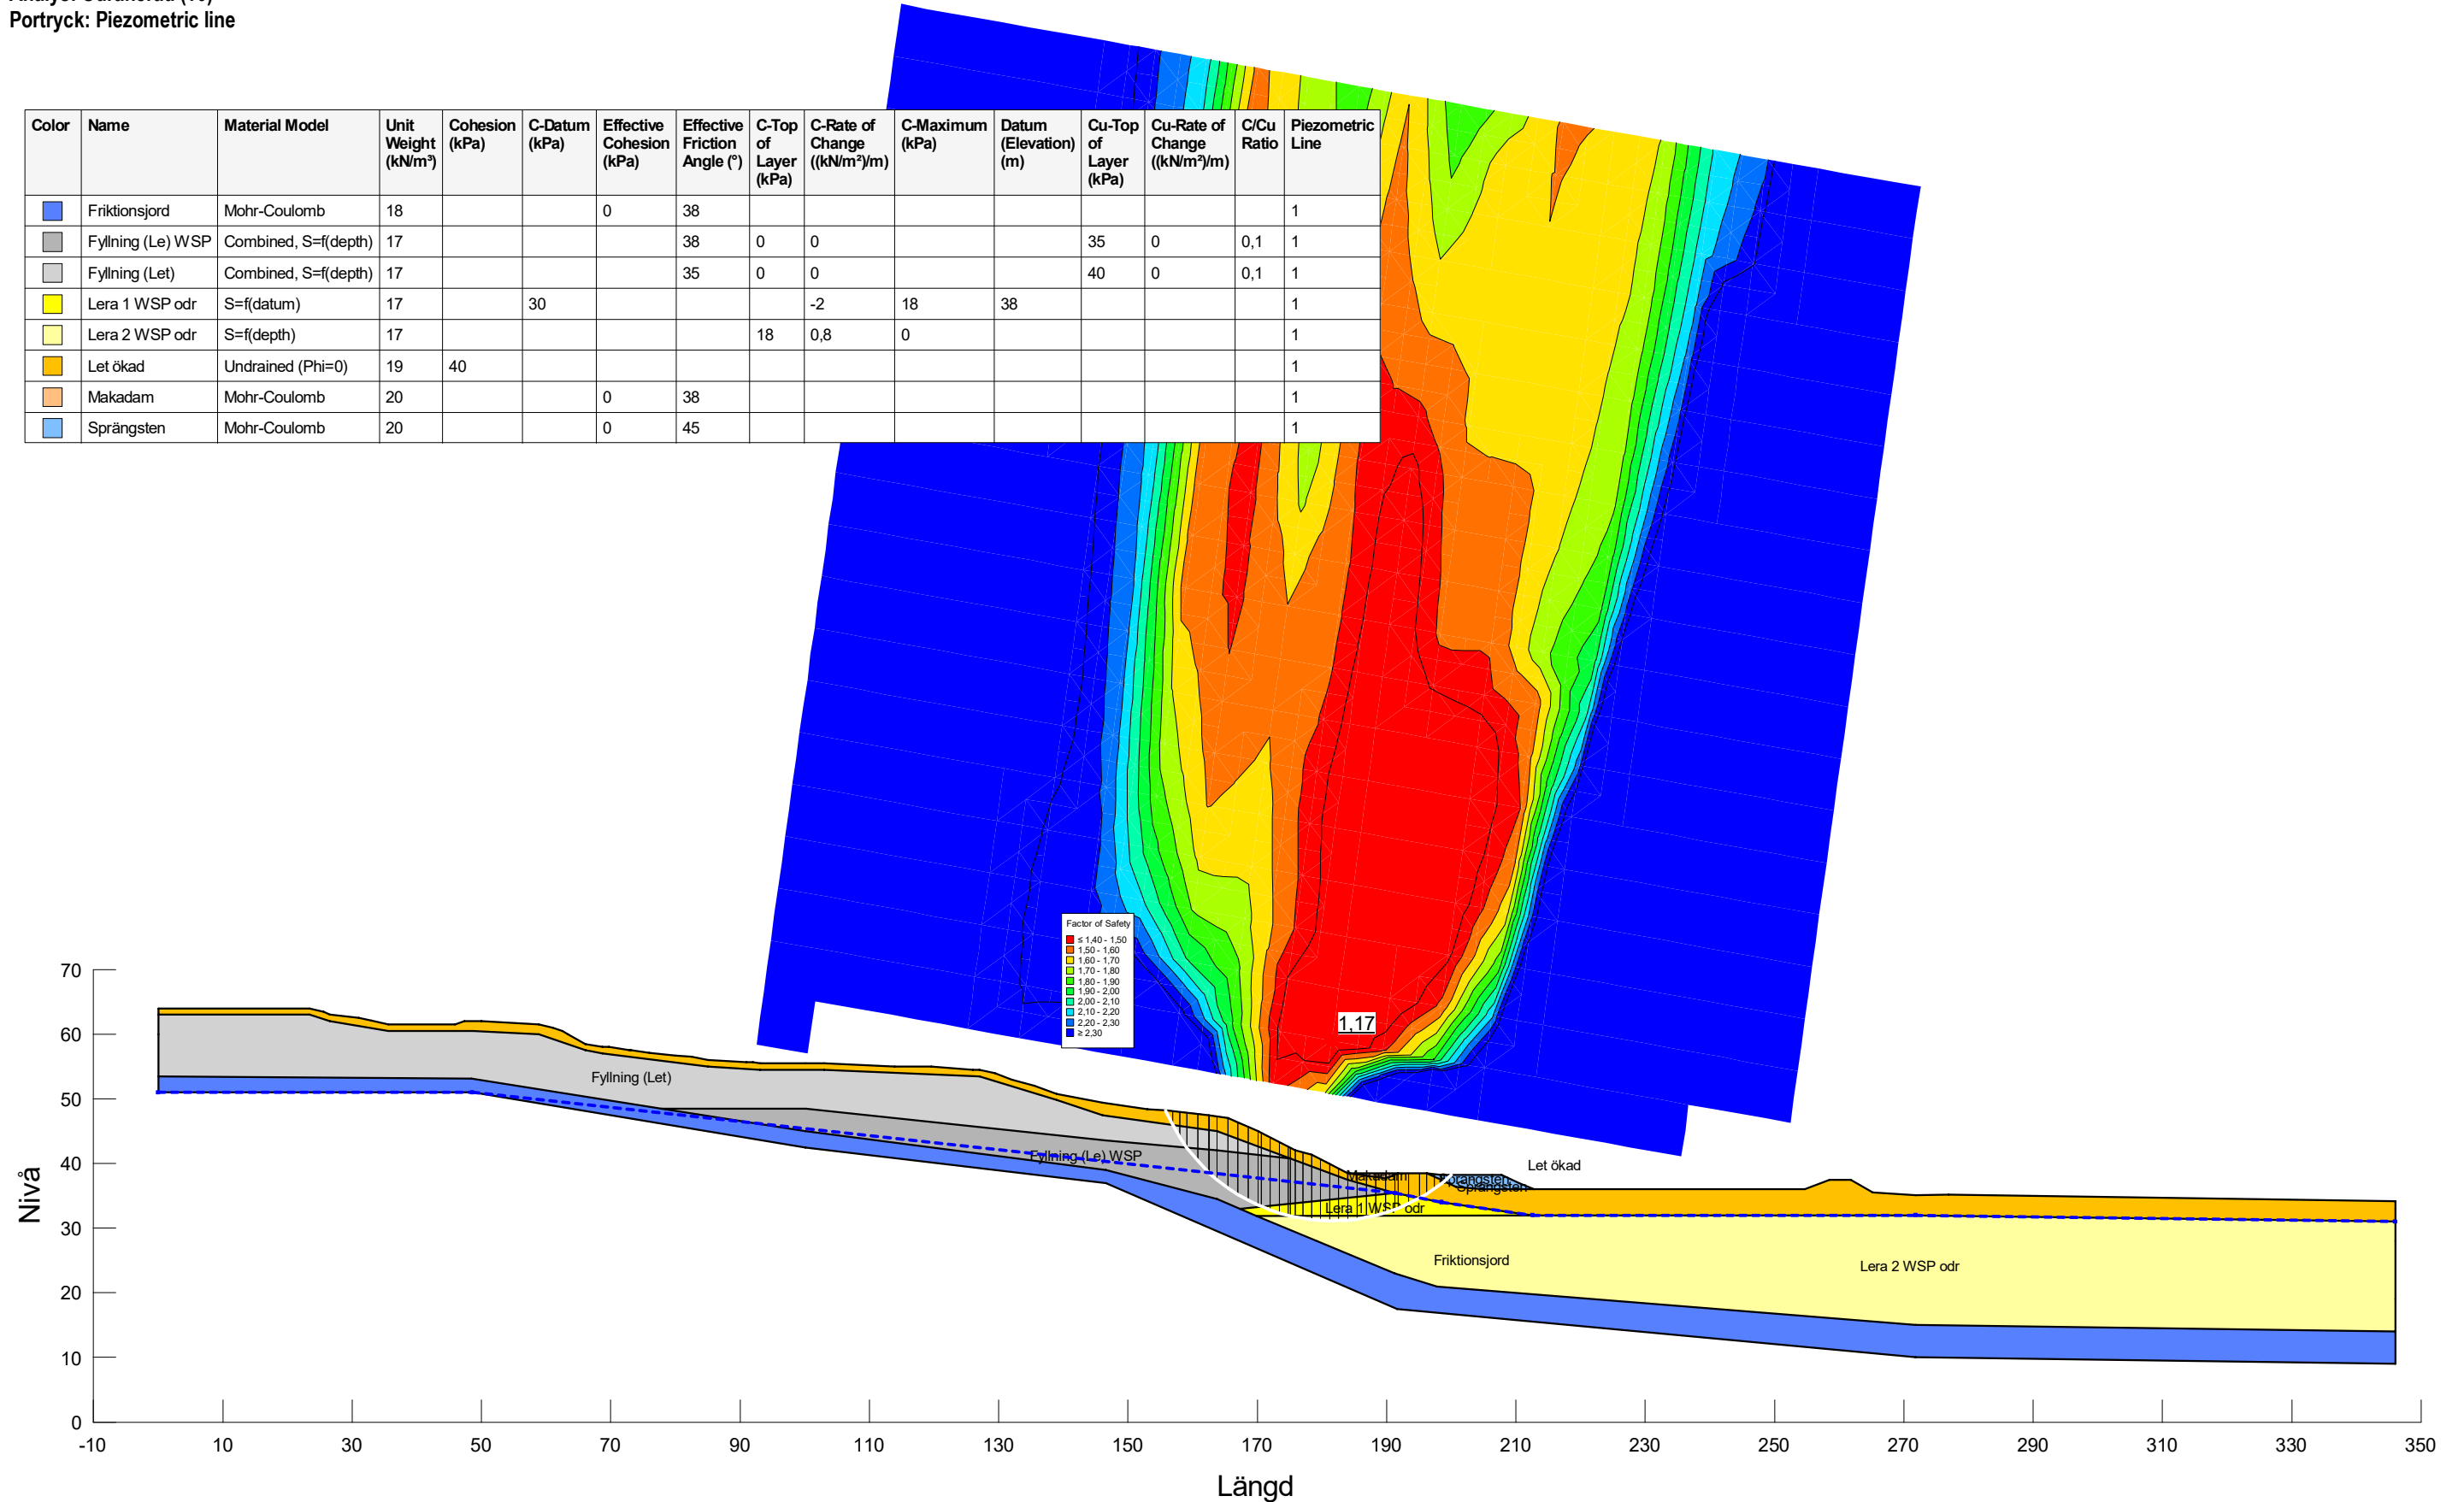 Portryck: Piezometric line
Color Name Material Model Unit Weight (kN/m³) Cohesion (kPa) C-Datum (kPa) Effective Cohesion (kPa) Effective Friction Angle (°) C-Top of Layer (kPa) C-Rate of Change ((kN/m²)/m) C-Maximum (kPa) Datum (Elevation) (m) Cu-Top of Layer (kPa) Cu-Rate of Change ((kN/m²)/m) C/Cu Ratio Piezometric Line
Friktionsjord Mohr-Coulomb 18 0 38 1
Fyllning (Le) WSP Combined, S=f(depth) 17 38 0 0 35 0 0,1 1
Fyllning (Let) Combined, S=f(depth) 17 35 0 0 40 0 0,1 1
Lera 1 WSP odr S=f(datum) 17 30 -2 18 38 1
Lera 2 WSP odr S=f(depth) 17 18 0,8 0 1
Let ökad Undrained (Phi=0) 19 40 1
Makadam Mohr-Coulomb 20 0 38 1
Sprängsten Mohr-Coulomb 20 0 45 1
Factor of Safety
≤ 1,40 - 1,50
1,50 - 1,60
1,60 - 1,70
1,70 - 1,80
1,80 - 1,90
1,90 - 2,00
2,00 - 2,10
2,10 - 2,20
2,20 - 2,30
≥ 2,30
1,17
70
60
50
40
30
20
10
0
Nivå
Fyllning (Let)
Fyllning (Le) WSP
Makadam
Sprängsten
Sprängsten
Let ökad
Lera 1 WSP odr
Friktionsjord
Lera 2 WSP odr
-10 10 30 50 70 90 110 130 150 170 190 210 230 250 270 290 310 330 350
Längd